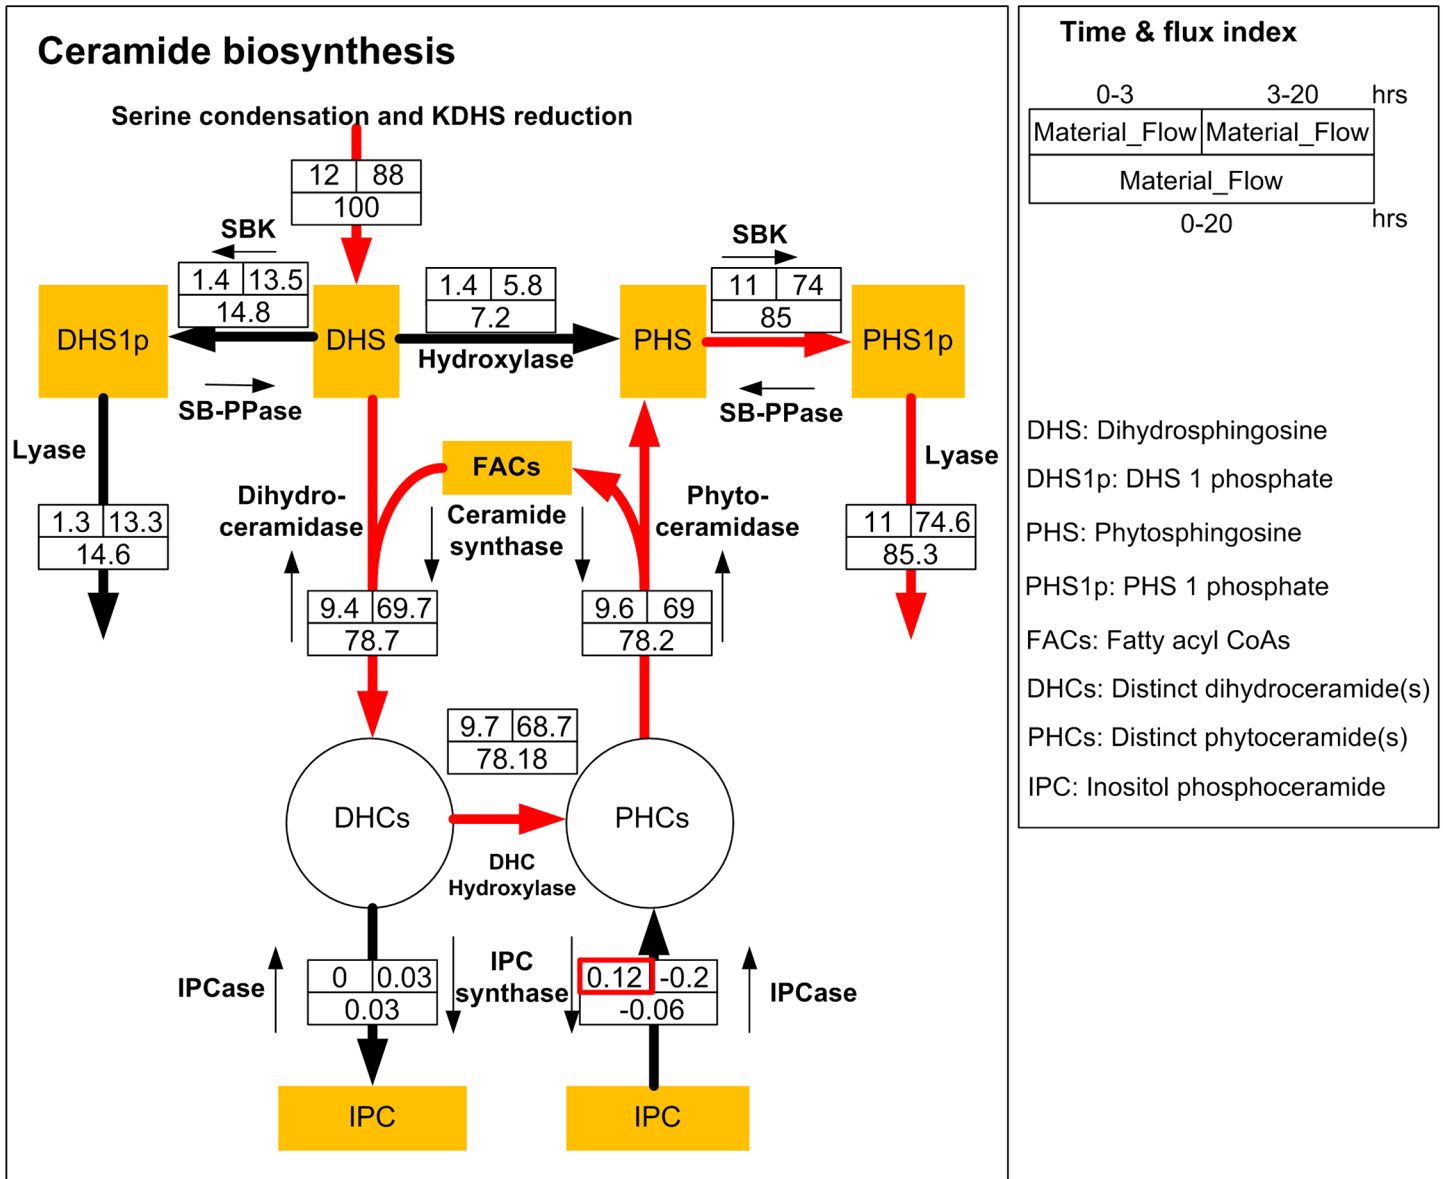 Ceramide biosynthesis
Serine condensation and KDHS reduction
12 88
100
SBK
1.4 13.5
14.8
1.4 5.8
7.2
SBK
11 74
85
DHS1p
DHS
Hydroxylase
PHS
PHS1p
SB-PPase
SB-PPase
Lyase
1.3 13.3
14.6
FACs
Dihydro-
ceramidase
Ceramide
synthase
Phyto-
ceramidase
Lyase
11 74.6
85.3
9.4 69.7
78.7
9.6 69
78.2
9.7 68.7
78.18
DHCs
PHCs
DHC
Hydroxylase
IPCase
0 0.03
0.03
IPC
synthase
0.12 -0.2
-0.06
IPCase
IPC
IPC
Time & flux index
0-3 3-20 hrs
Material_Flow Material_Flow
Material_Flow
0-20 hrs
DHS: Dihydrosphingosine
DHS1p: DHS 1 phosphate
PHS: Phytosphingosine
PHS1p: PHS 1 phosphate
FACs: Fatty acyl CoAs
DHCs: Distinct dihydroceramide(s)
PHCs: Distinct phytoceramide(s)
IPC: Inositol phosphoceramide